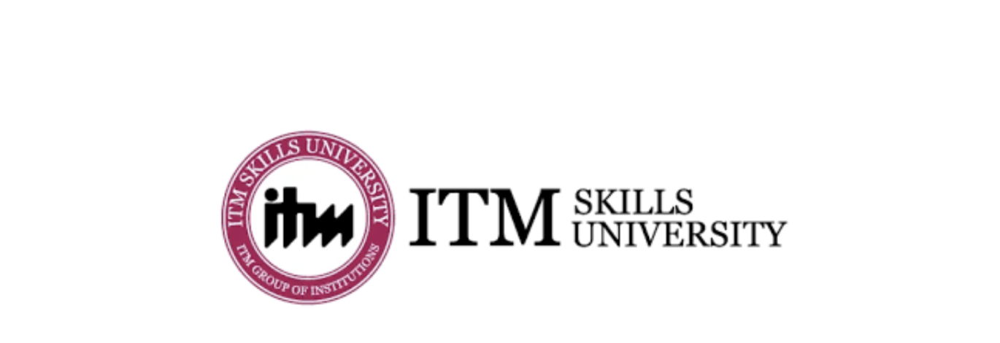 ITM SKILLS UNIVERSITY
itm
ITM GROUP OF INSTITUTIONS
ITM SKILLS
UNIVERSITY